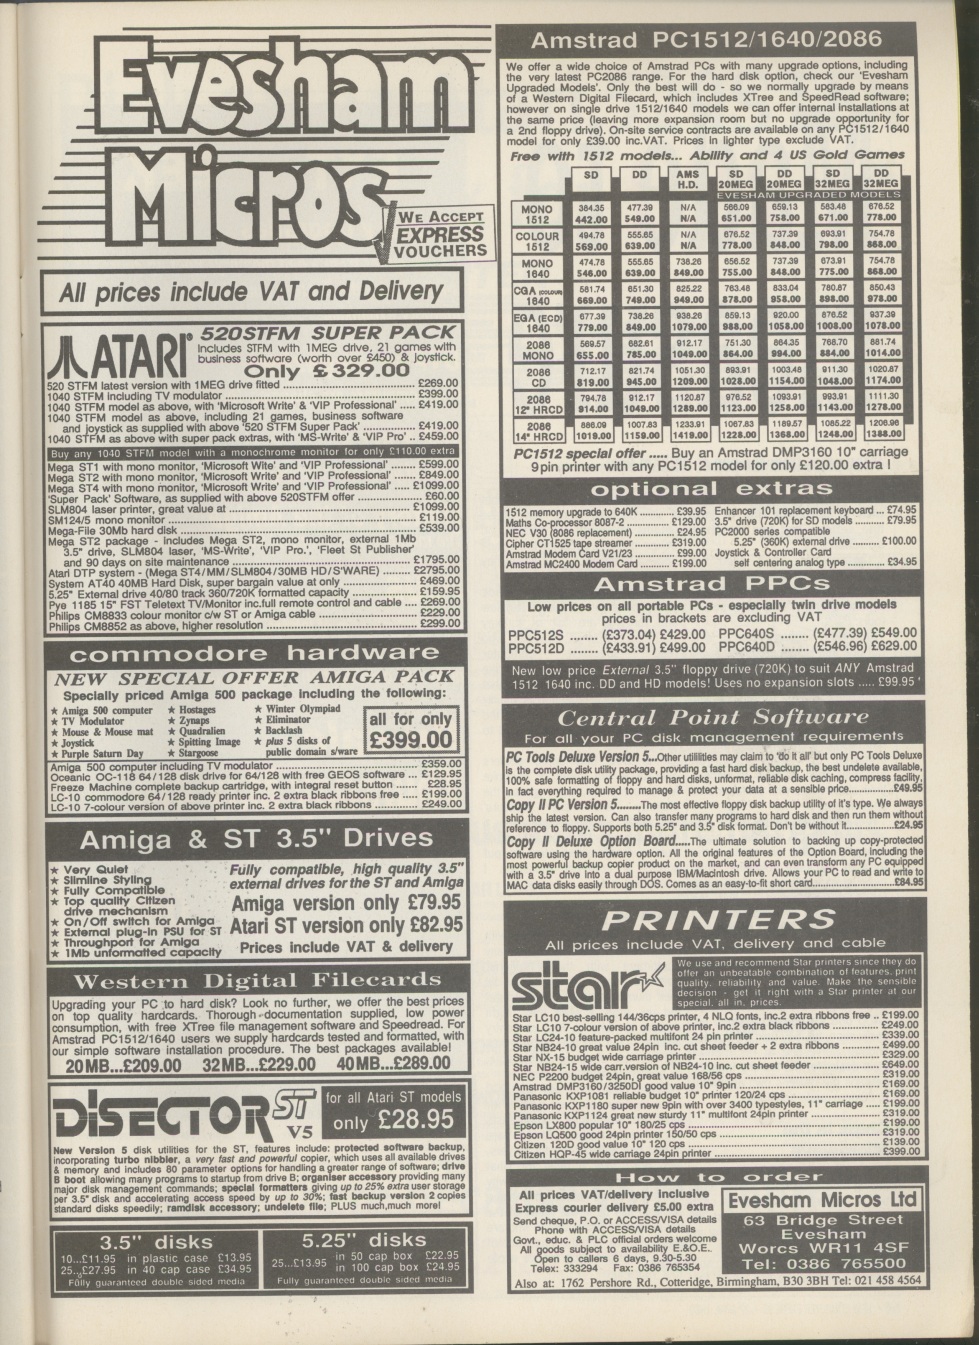 Evesham
Micros
WE ACCEPT
EXPRESS
VOUCHERS
All prices include VAT and Delivery
ATARI
520STFM SUPER PACK
Includes STFM with 1MEG drive, 21 games with
business software (worth over £450) & joystick.
Only £329.00
520 STFM latest version with 1MEG drive fitted ..... £269.00
1040 STFM including TV modulator ..... £399.00
1040 STFM model as above, with 'Microsoft Write' & 'VIP Professional' ..... £419.00
1040 STFM model as above, including 21 games, business software
and joystick as supplied with above '520 STFM Super Pack' ..... £419.00
1040 STFM as above with super pack extras, with 'MS-Write' & 'VIP Pro' .. £459.00
Buy any 1040 STFM model with a monochrome monitor for only £110.00 extra
Mega ST1 with mono monitor, 'Microsoft Wite' and 'VIP Professional' ..... £599.00
Mega ST2 with mono monitor, 'Microsoft Write' and 'VIP Professional' .... £849.00
Mega ST4 with mono monitor, 'Microsoft Write' and 'VIP Professional' .. £1099.00
'Super Pack' Software, as supplied with above 520STFM offer ..... £60.00
SLM804 laser printer, great value at ..... £1099.00
SM124/5 mono monitor ..... £119.00
Mega-File 30Mb hard disk ..... £539.00
Mega ST2 package - includes Mega ST2, mono monitor, external 1Mb
3.5" drive, SLM804 laser, 'MS-Write', 'VIP Pro.', 'Fleet St Publisher'
and 90 days on site maintenance ..... £1795.00
Atari DTP system - (Mega ST4/MM/SLM804/30MB HD/S'WARE) ..... £2795.00
System AT40 40MB Hard Disk, super bargain value at only ..... £469.00
5.25" External drive 40/80 track 360/720K formatted capacity ..... £159.95
Pye 1185 15" FST Teletext TV/Monitor inc.full remote control and cable .... £269.00
Philips CM8833 colour monitor c/w ST or Amiga cable ..... £229.00
Philips CM8852 as above, higher resolution ..... £299.00
commodore hardware
NEW SPECIAL OFFER AMIGA PACK
Specially priced Amiga 500 package including the following:
★ Amiga 500 computer ★ Hostages ★ Winter Olympiad
★ TV Modulator ★ Zynaps ★ Eliminator
★ Mouse & Mouse mat ★ Quadralien ★ Backlash
★ Joystick ★ Spitting Image ★ plus 5 disks of
★ Purple Saturn Day ★ Stargoose public domain s/ware
all for only
£399.00
Amiga 500 computer including TV modulator ..... £359.00
Oceanic OC-118 64/128 disk drive for 64/128 with free GEOS software ... £129.95
Freeze Machine complete backup cartridge, with integral reset button ..... £28.95
LC-10 commodore 64/128 ready printer inc. 2 extra black ribbons free .... £199.00
LC-10 7-colour version of above printer inc. 2 extra black ribbons ..... £249.00
Amiga & ST 3.5" Drives
★ Very Quiet
★ Slimline Styling
★ Fully Compatible
★ Top quality Citizen
drive mechanism
★ On/Off switch for Amiga
★ External plug-in PSU for ST
★ Throughport for Amiga
★ 1Mb unformatted capacity
Fully compatible, high quality 3.5"
external drives for the ST and Amiga
Amiga version only £79.95
Atari ST version only £82.95
Prices include VAT & delivery
Western Digital Filecards
Upgrading your PC to hard disk? Look no further, we offer the best prices
on top quality hardcards. Thorough documentation supplied, low power
consumption, with free XTree file management software and Speedread. For
Amstrad PC1512/1640 users we supply hardcards tested and formatted, with
our simple software installation procedure. The best packages available!
20MB...£209.00 32MB...£229.00 40MB...£289.00
DISECTOR ST
V5
for all Atari ST models
only £28.95
New Version 5 disk utilities for the ST, features include: protected software backup,
incorporating turbo nibbler, a very fast and powerful copier, which uses all available drives
& memory and includes 80 parameter options for handling a greater range of software; drive
B boot allowing many programs to startup from drive B; organiser accessory providing many
major disk management commands; special formatters giving up to 25% extra user storage
per 3.5" disk and accelerating access speed by up to 30%; fast backup version 2 copies
standard disks speedily; ramdisk accessory; undelete file; PLUS much,much more!
3.5" disks
10...£11.95 in plastic case £13.95
25...£27.95 in 40 cap case £34.95
Fully guaranteed double sided media
5.25" disks
25...£13.95 in 50 cap box £22.95
in 100 cap box £24.95
Fully guaranteed double sided media
Amstrad PC1512/1640/2086
We offer a wide choice of Amstrad PCs with many upgrade options, including
the very latest PC2086 range. For the hard disk option, check our 'Evesham
Upgraded Models'. Only the best will do - so we normally upgrade by means
of a Western Digital Filecard, which includes XTree and SpeedRead software;
however on single drive 1512/1640 models we can offer internal installations at
the same price (leaving more expansion room but no upgrade opportunity for
a 2nd floppy drive). On-site service contracts are available on any PC1512/1640
model for only £39.00 inc.VAT. Prices in lighter type exclude VAT.
Free with 1512 models... Ability and 4 US Gold Games
SD DD AMS H.D. SD 20MEG DD 20MEG SD 32MEG DD 32MEG
EVESHAM UPGRADED MODELS
MONO 384.35 477.39 N/A 566.09 659.13 583.48 676.52
1512 442.00 549.00 N/A 651.00 758.00 671.00 778.00
COLOUR 494.78 555.65 N/A 676.52 737.39 693.91 754.78
1512 569.00 639.00 N/A 778.00 848.00 798.00 868.00
MONO 474.78 555.65 738.26 656.52 737.39 673.91 754.78
1640 546.00 639.00 849.00 755.00 848.00 775.00 868.00
CGA (COLOUR) 581.74 651.30 825.22 763.48 833.04 780.87 850.43
1640 669.00 749.00 949.00 878.00 958.00 898.00 978.00
EGA (ECD) 677.39 738.26 938.26 859.13 920.00 876.52 937.39
1640 779.00 849.00 1079.00 988.00 1058.00 1008.00 1078.00
2086 569.57 682.61 912.17 751.30 864.35 768.70 881.74
MONO 655.00 785.00 1049.00 864.00 994.00 884.00 1014.00
2086 712.17 821.74 1051.30 893.91 1003.48 911.30 1020.87
CD 819.00 945.00 1209.00 1028.00 1154.00 1048.00 1174.00
2086 794.78 912.17 1120.87 976.52 1093.91 993.91 1111.30
12" HRCD 914.00 1049.00 1289.00 1123.00 1258.00 1143.00 1278.00
2086 886.09 1007.83 1233.91 1067.83 1189.57 1085.22 1206.96
14" HRCD 1019.00 1159.00 1419.00 1228.00 1368.00 1248.00 1388.00
PC1512 special offer ..... Buy an Amstrad DMP3160 10" carriage
9pin printer with any PC1512 model for only £120.00 extra !
optional extras
1512 memory upgrade to 640K ..... £39.95
Maths Co-processor 8087-2 ..... £129.00
NEC V30 (8086 replacement) ..... £24.95
Cipher CT1525 tape streamer ..... £319.00
Amstrad Modem Card V21/23 ..... £99.00
Amstrad MC2400 Modem Card ..... £199.00
Enhancer 101 replacement keyboard .. £74.95
3.5" drive (720K) for SD models ..... £79.95
PC2000 series compatible
5.25" (360K) external drive ..... £100.00
Joystick & Controller Card
self centering analog type ..... £34.95
Amstrad PPCs
Low prices on all portable PCs - especially twin drive models
prices in brackets are excluding VAT
PPC512S ....... (£373.04) £429.00 PPC640S ........ (£477.39) £549.00
PPC512D ....... (£433.91) £499.00 PPC640D ....... (£546.96) £629.00
New low price External 3.5" floppy drive (720K) to suit ANY Amstrad
1512 1640 inc. DD and HD models! Uses no expansion slots ..... £99.95
Central Point Software
For all your PC disk management requirements
PC Tools Deluxe Version 5...Other utiilities may claim to 'do it all' but only PC Tools Deluxe
is the complete disk utility package, providing a fast hard disk backup, the best undelete available,
100% safe formatting of floppy and hard disks, unformat, reliable disk caching, compress facility,
in fact everything required to manage & protect your data at a sensible price.....£49.95
Copy II PC Version 5........The most effective floppy disk backup utility of it's type. We always
ship the latest version. Can also transfer many programs to hard disk and then run them without
reference to floppy. Supports both 5.25" and 3.5" disk format. Don't be without it.....£24.95
Copy II Deluxe Option Board.....The ultimate solution to backing up copy-protected
software using the hardware option. All the original features of the Option Board, including the
most powerful backup copier product on the market, and can even transform any PC equipped
with a 3.5" drive into a dual purpose IBM/Macintosh drive. Allows your PC to read and write to
MAC data disks easily through DOS. Comes as an easy-to-fit short card.....£84.95
PRINTERS
All prices include VAT, delivery and cable
star
We use and recommend Star printers since they do
offer an unbeatable combination of features, print
quality, reliability and value. Make the sensible
decision - get it right with a Star printer at our
special, all in, prices.
Star LC10 best-selling 144/36cps printer, 4 NLQ fonts, inc.2 extra ribbons free .. £199.00
Star LC10 7-colour version of above printer, inc.2 extra black ribbons ..... £249.00
Star LC24-10 feature-packed multifont 24 pin printer ..... £339.00
Star NB24-10 great value 24pin inc. cut sheet feeder + 2 extra ribbons ..... £499.00
Star NX-15 budget wide carriage printer ..... £329.00
Star NB24-15 wide carr.version of NB24-10 inc. cut sheet feeder ..... £649.00
NEC P2200 budget 24pin, great value 168/56 cps ..... £319.00
Amstrad DMP3160/3250DI good value 10" 9pin ..... £169.00
Panasonic KXP1081 reliable budget 10" printer 120/24 cps ..... £169.00
Panasonic KXP1180 super new 9pin with over 3400 typestyles, 11" carriage ... £199.00
Panasonic KXP1124 great new sturdy 11" multifont 24pin printer ..... £319.00
Epson LX800 popular 10" 180/25 cps ..... £199.00
Epson LQ500 good 24pin printer 150/50 cps ..... £319.00
Citizen 120D good value 10" 120 cps ..... £139.00
Citizen HQP-45 wide carriage 24pin printer ..... £399.00
How to order
All prices VAT/delivery inclusive
Express courier delivery £5.00 extra
Send cheque, P.O. or ACCESS/VISA details
Phone with ACCESS/VISA details
Govt., educ. & PLC official orders welcome
All goods subject to availability E.&O.E..
Open to callers 6 days, 9.30-5.30
Telex: 333294 Fax: 0386 765354
Evesham Micros Ltd
63 Bridge Street
Evesham
Worcs WR11 4SF
Tel: 0386 765500
Also at: 1762 Pershore Rd., Cotteridge, Birmingham, B30 3BH Tel: 021 458 4564